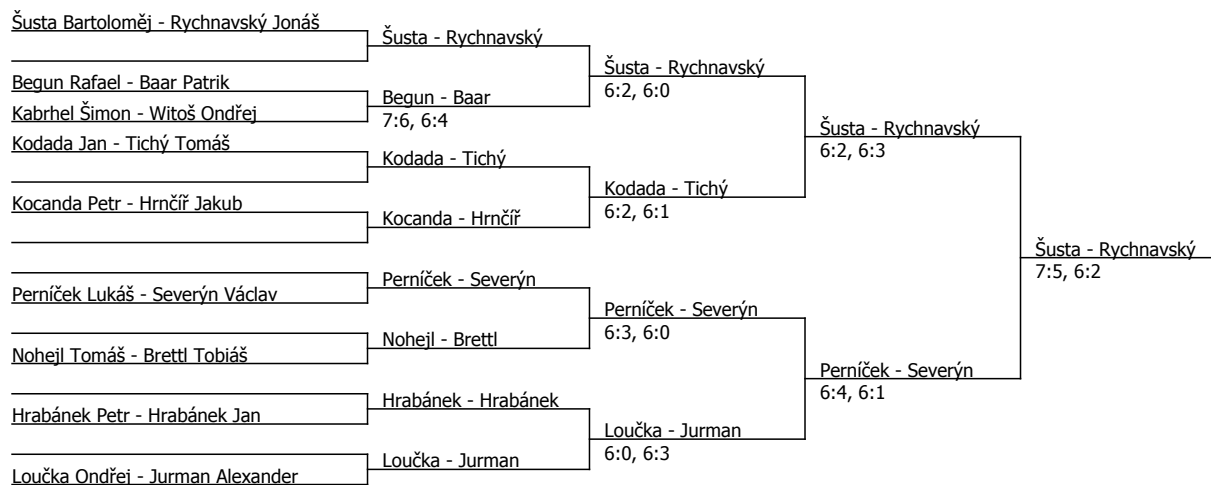 Šusta Bartoloměj - Rychnavský Jonáš
Begun Rafael - Baar Patrik
Kabrhel Šimon - Witoš Ondřej
Kodada Jan - Tichý Tomáš
Kocanda Petr - Hrnčíř Jakub
Perníček Lukáš - Severýn Václav
Nohejl Tomáš - Brettl Tobiáš
Hrabánek Petr - Hrabánek Jan
Loučka Ondřej - Jurman Alexander
Šusta - Rychnavský
Begun - Baar
7:6, 6:4
Kodada - Tichý
Kocanda - Hrnčíř
Perníček - Severýn
Nohejl - Brettl
Hrabánek - Hrabánek
Loučka - Jurman
Šusta - Rychnavský
6:2, 6:0
Kodada - Tichý
6:2, 6:1
Perníček - Severýn
6:3, 6:0
Loučka - Jurman
6:0, 6:3
Šusta - Rychnavský
6:2, 6:3
Perníček - Severýn
6:4, 6:1
Šusta - Rychnavský
7:5, 6:2